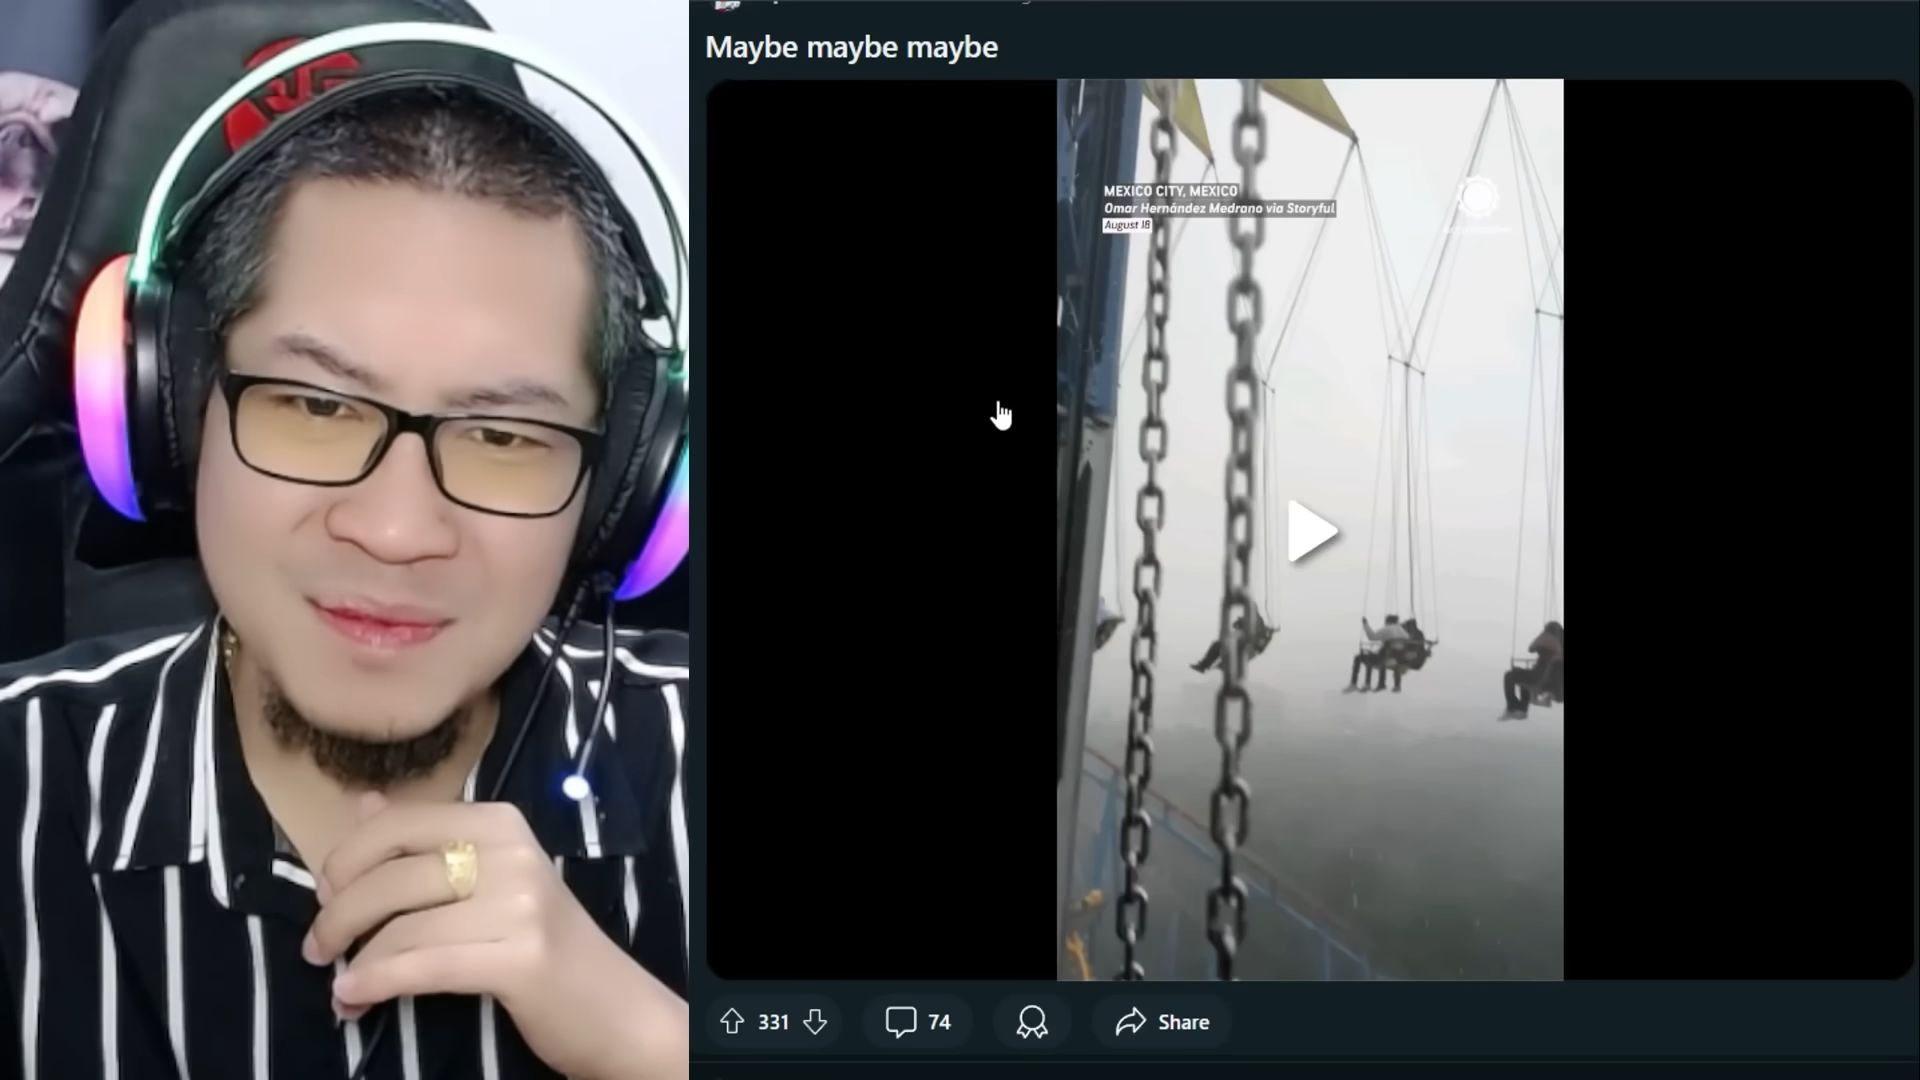 Maybe maybe maybe
MEXICO CITY, MEXICO
Omar Hernández Medrano via Storyful
August 18
331
74
Share